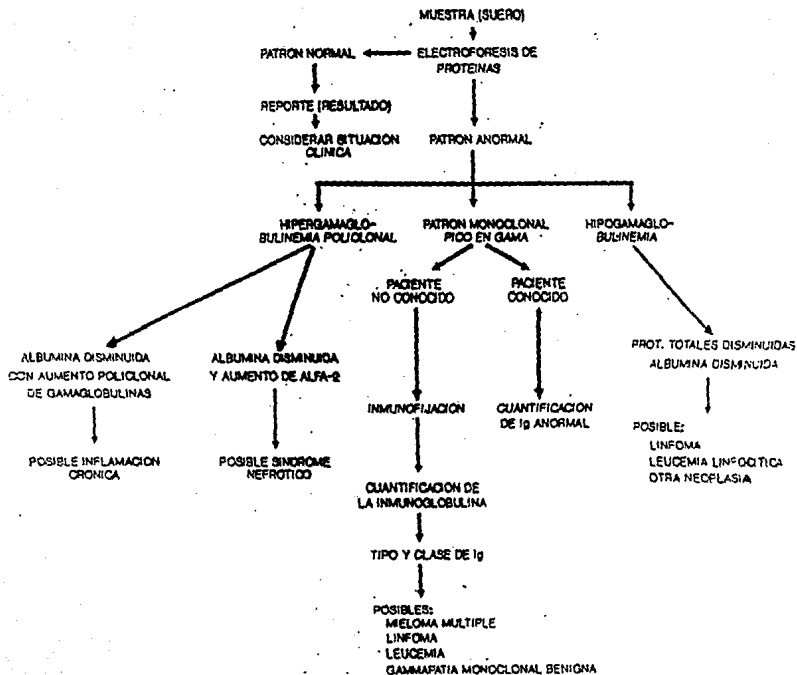 MUESTRA (SUERO)
PATRON NORMAL
ELECTROFORESIS DE
PROTEINAS
REPORTE (RESULTADO)
CONSIDERAR SITUACION
CLINICA
PATRON ANORMAL
HIPERGAMAGLO-
BULINEMIA POLICLONAL
PATRON MONOCLONAL
PICO EN GAMA
HIPOGAMAGLO-
BULINEMIA
PACIENTE
NO CONOCIDO
PACIENTE
CONOCIDO
ALBUMINA DISMINUIDA
CON AUMENTO POLICLONAL
DE GAMAGLOBULINAS
ALBUMINA DISMINUIDA
Y AUMENTO DE ALFA-2
PROT. TOTALES DISMINUIDAS
ALBUMINA DISMINUIDA
INMUNOFIJACION
CUANTIFICACION
DE Ig ANORMAL
POSIBLE:
LINFOMA
LEUCEMIA LINFOCITICA
OTRA NEOPLASIA
POSIBLE INFLAMACION
CRONICA
POSIBLE SINDROME
NEFROTICO
CUANTIFICACION DE
LA INMUNOGLOBULINA
TIPO Y CLASE DE Ig
POSIBLES:
MIELOMA MULTIPLE
LINFOMA
LEUCEMIA
GAMMAPATIA MONOCLONAL BENIGNA